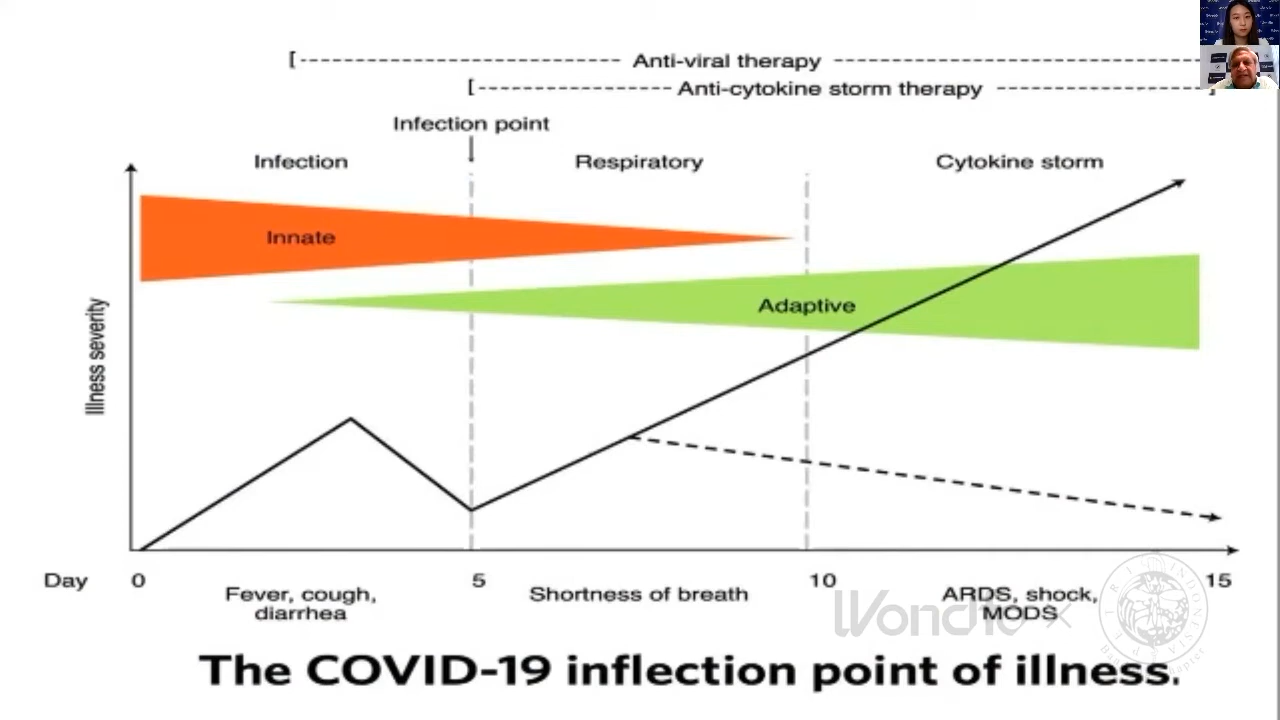 Anti-viral therapy
Anti-cytokine storm therapy
Infection point
Infection
Respiratory
Cytokine storm
Innate
Adaptive
Illness severity
Day
0
5
10
15
Fever, cough,
diarrhea
Shortness of breath
ARDS, shock,
MODS
The COVID-19 inflection point of illness.